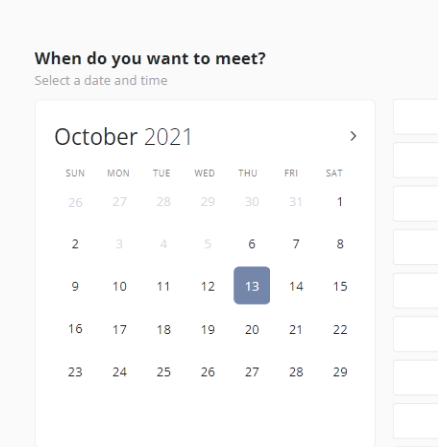 When do you want to meet?
Select a date and time
October 2021
SUN MON TUE WED THU FRI SAT
26 27 28 29 30 31 1
2 3 4 5 6 7 8
9 10 11 12 13 14 15
16 17 18 19 20 21 22
23 24 25 26 27 28 29